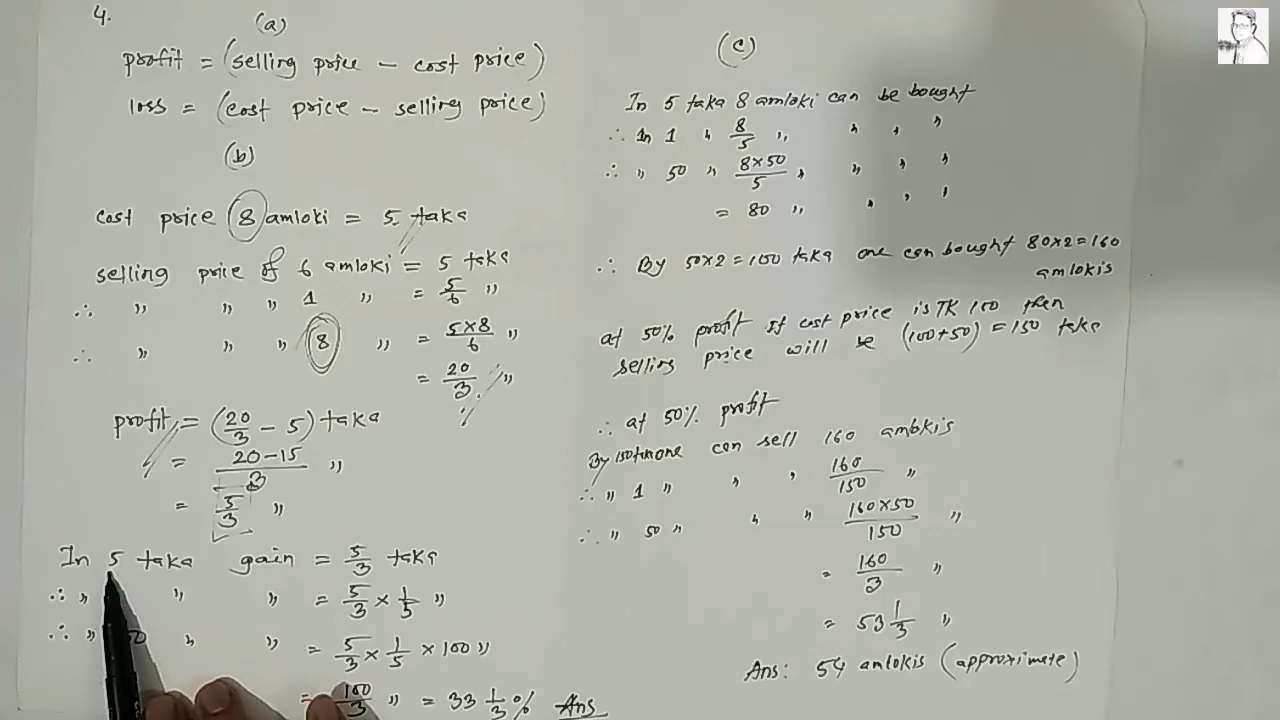 4.
(a)
profit = (selling price - cost price)
loss = (cost price - selling price)
(b)
cost price 8 amloki = 5 taka
selling price of 6 amloki = 5 taka
∴ " " " 1 " = 5/6 "
∴ " " " 8 " = 5×8/6 "
= 20/3 "
profit = (20/3 - 5) taka
= 20-15/3 "
= 5/3 "
In 5 taka gain = 5/3 taka
∴ " " " = 5/3 × 1/5 "
∴ " " " = 5/3 × 1/5 × 100 "
= 100/3 " = 33 1/3 % Ans
(c)
In 5 taka 8 amloki can be bought
∴ In 1 " 8/5 " " " "
∴ " 50 " 8×50/5 " " " "
= 80 " " " "
∴ By 50×2=100 taka one can bought 80×2=160
amlokis
at 50% profit If cost price is TK 100 then
selling price will be (100+50) = 150 taka
∴ at 50% profit
By 150 one can sell 160 amlokis
∴ " 1 " " " 160/150 "
∴ " 50 " " " 160×50/150 "
= 160/3 "
= 53 1/3 "
Ans: 54 amlokis (approximate)